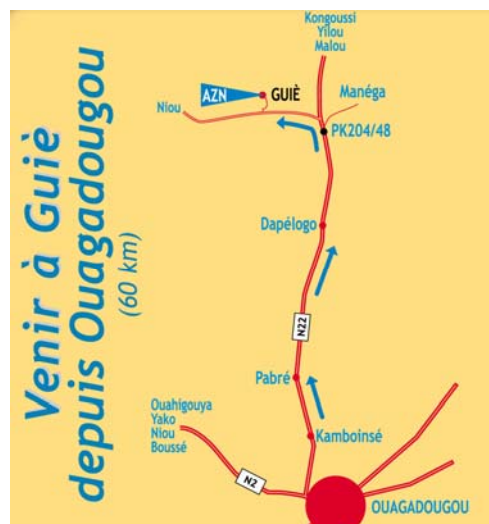 Venir à Guiè
depuis Ouagadougou
(60 km)
Kongoussi
Yilou
Malou
AZN
GUIÈ
Manéga
Niou
PK204/48
Dapélogo
N22
Pabré
Ouahigouya
Yako
Niou
Boussé
Kamboinsé
N2
OUAGADOUGOU